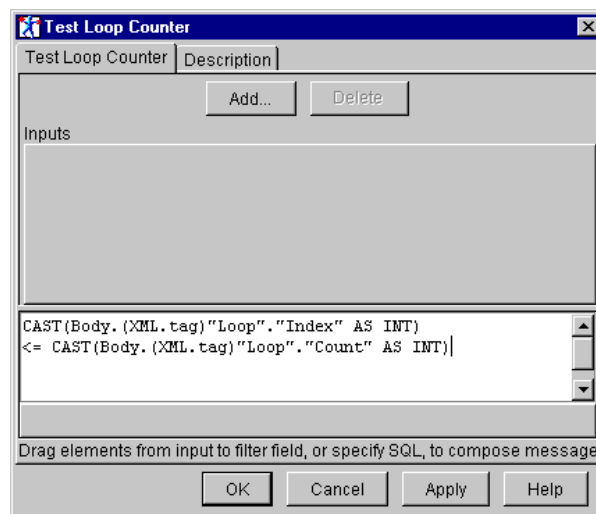 Test Loop Counter
Test Loop Counter Description
Add... Delete
Inputs
CAST(Body.(XML.tag)"Loop"."Index" AS INT)
<= CAST(Body.(XML.tag)"Loop"."Count" AS INT)
Drag elements from input to filter field, or specify SQL, to compose message
OK Cancel Apply Help